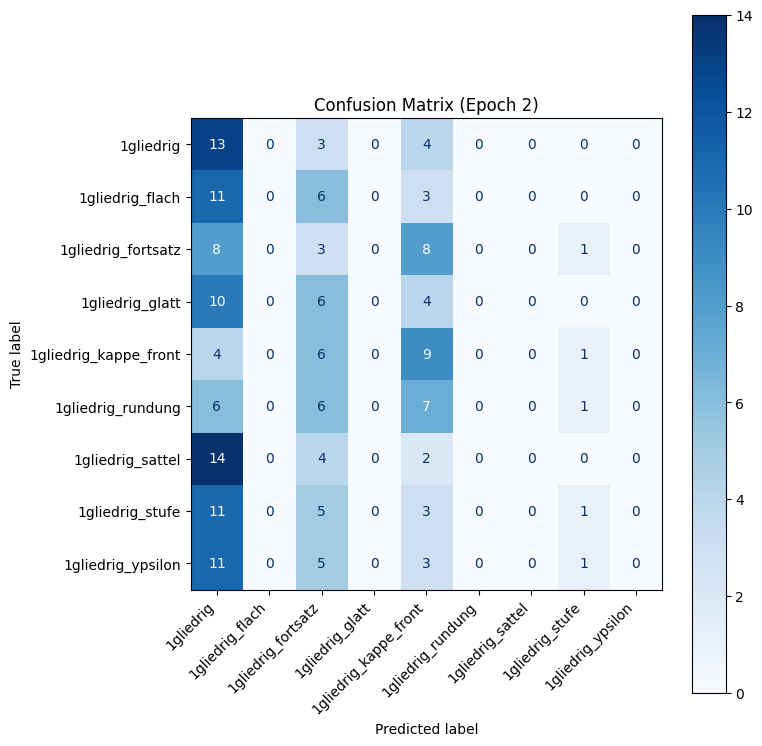 Confusion Matrix (Epoch 2)
True label
1gliedrig 13 0 3 0 4 0 0 0 0
1gliedrig_flach 11 0 6 0 3 0 0 0 0
1gliedrig_fortsatz 8 0 3 0 8 0 0 1 0
1gliedrig_glatt 10 0 6 0 4 0 0 0 0
1gliedrig_kappe_front 4 0 6 0 9 0 0 1 0
1gliedrig_rundung 6 0 6 0 7 0 0 1 0
1gliedrig_sattel 14 0 4 0 2 0 0 0 0
1gliedrig_stufe 11 0 5 0 3 0 0 1 0
1gliedrig_ypsilon 11 0 5 0 3 0 0 1 0
1gliedrig
1gliedrig_flach
1gliedrig_fortsatz
1gliedrig_glatt
1gliedrig_kappe_front
1gliedrig_rundung
1gliedrig_sattel
1gliedrig_stufe
1gliedrig_ypsilon
Predicted label
14
12
10
8
6
4
2
0